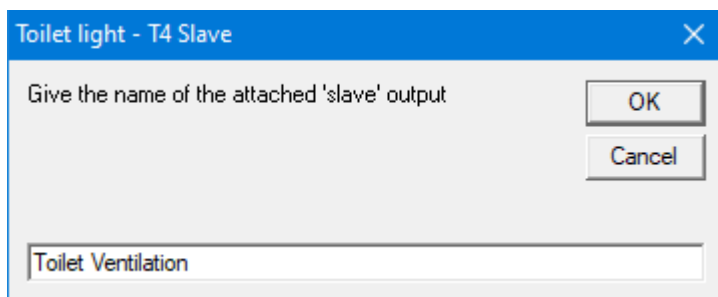 Toilet light - T4 Slave
Give the name of the attached 'slave' output
OK
Cancel
Toilet Ventilation